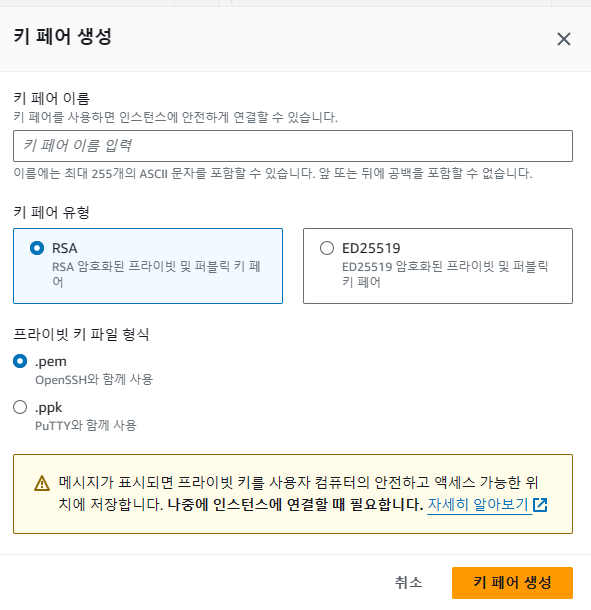 키 페어 생성
키 페어 이름
키 페어를 사용하면 인스턴스에 안전하게 연결할 수 있습니다.
키 페어 이름 입력
이름에는 최대 255개의 ASCII 문자를 포함할 수 있습니다. 앞 또는 뒤에 공백을 포함할 수 없습니다.
키 페어 유형
RSA
RSA 암호화된 프라이빗 및 퍼블릭 키 페
어
ED25519
ED25519 암호화된 프라이빗 및 퍼블릭
키 페어
프라이빗 키 파일 형식
.pem
OpenSSH와 함께 사용
.ppk
PuTTY와 함께 사용
메시지가 표시되면 프라이빗 키를 사용자 컴퓨터의 안전하고 액세스 가능한 위
치에 저장합니다. 나중에 인스턴스에 연결할 때 필요합니다. 자세히 알아보기
취소
키 페어 생성